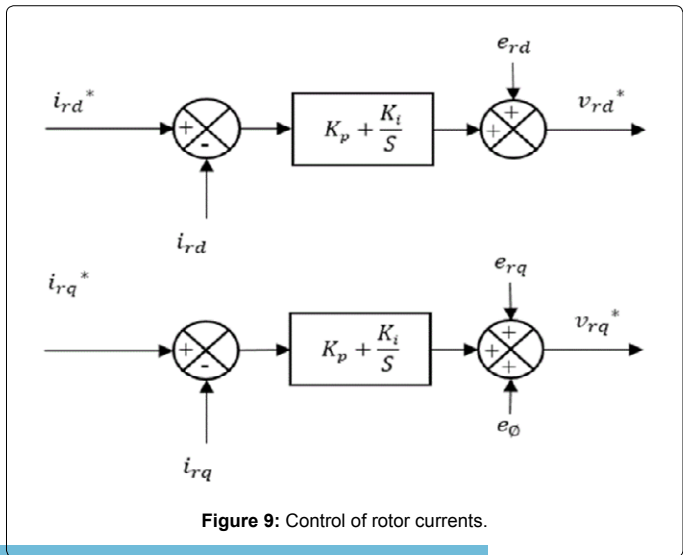 e_rd
i_rd* + - K_p + K_i/S + + v_rd*
i_rd
i_rq* e_rq
+ - K_p + K_i/S + + + v_rq*
i_rq e_ø
Figure 9: Control of rotor currents.